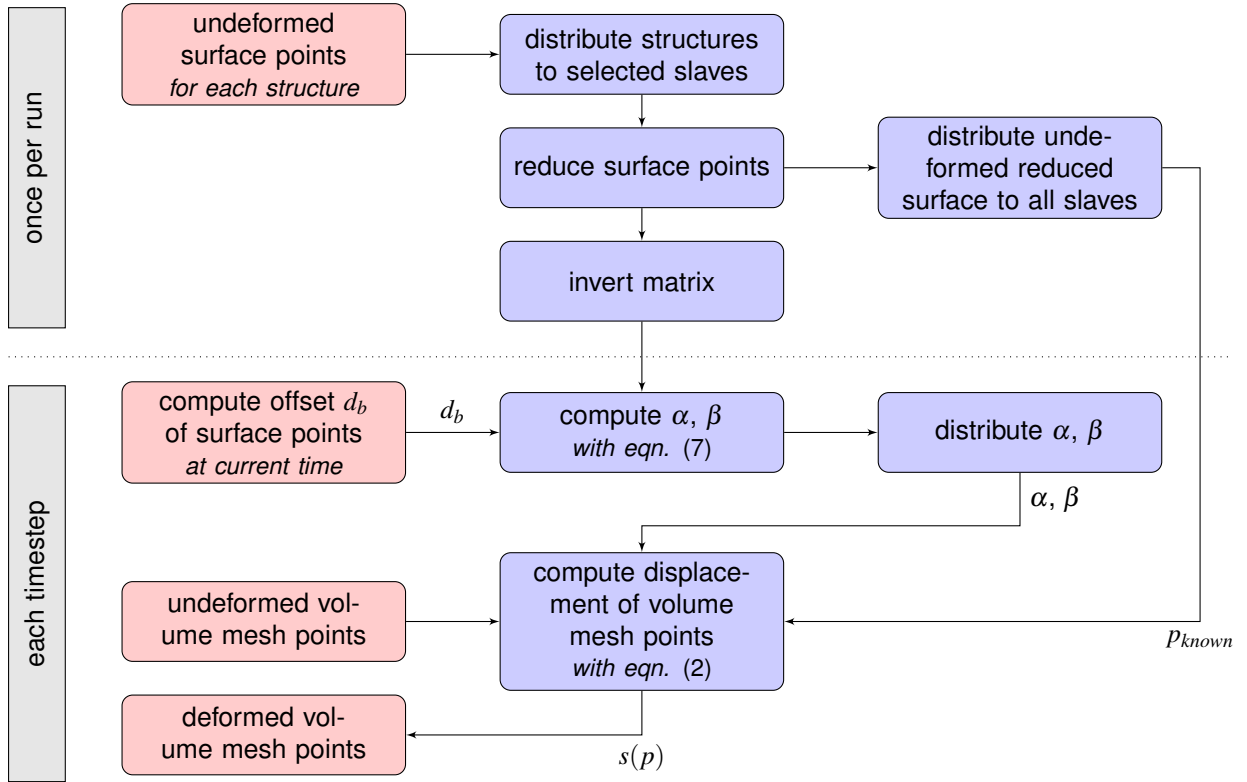 once per run
undeformed
surface points
for each structure
distribute structures
to selected slaves
reduce surface points
distribute unde-
formed reduced
surface to all slaves
invert matrix
each timestep
compute offset d_b
of surface points
at current time
d_b
compute α, β
with eqn. (7)
distribute α, β
α, β
undeformed vol-
ume mesh points
compute displace-
ment of volume
mesh points
with eqn. (2)
p_known
deformed vol-
ume mesh points
s(p)